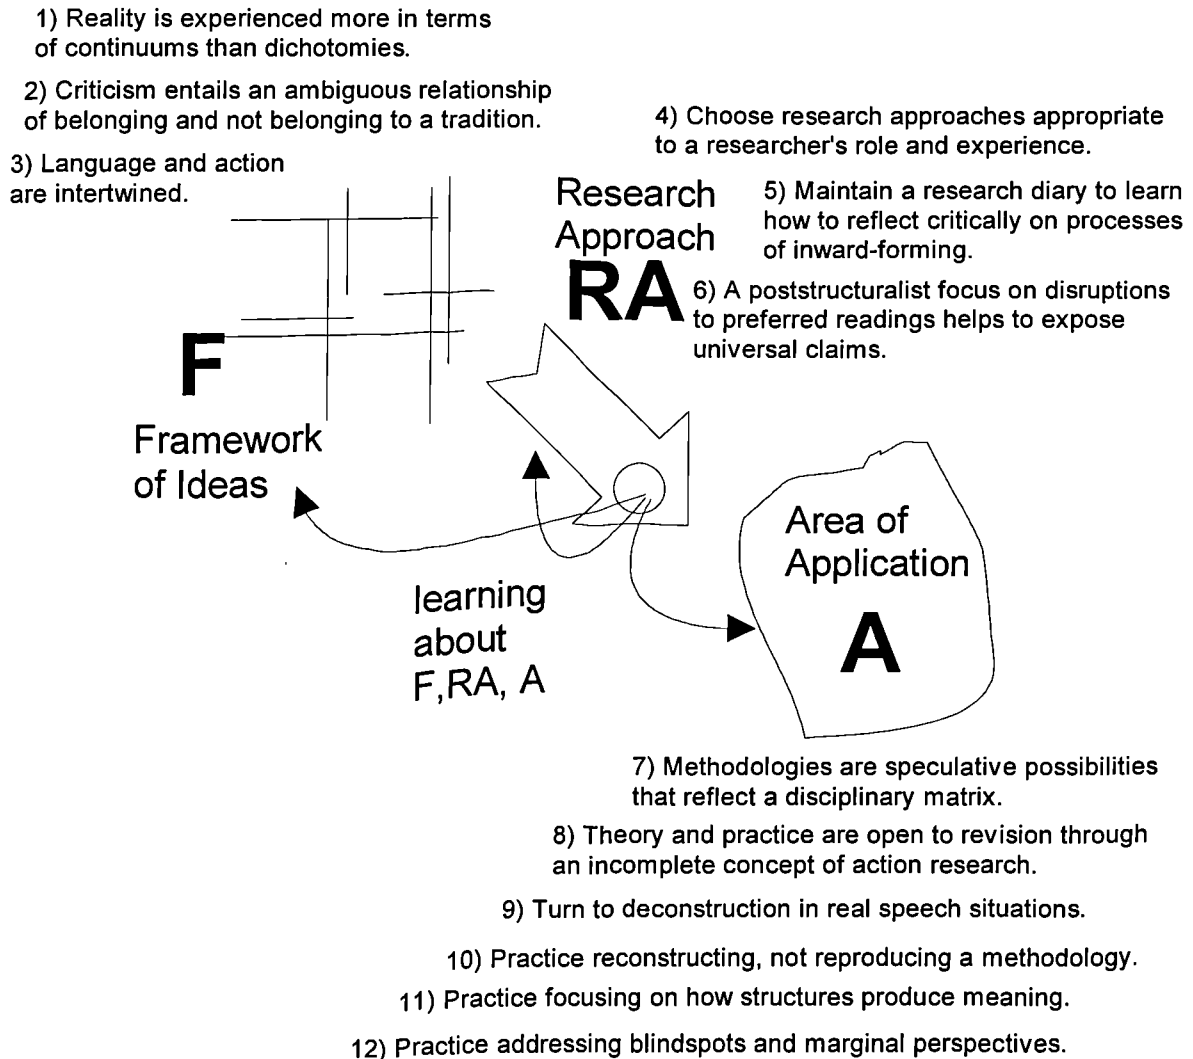 1) Reality is experienced more in terms
of continuums than dichotomies.
2) Criticism entails an ambiguous relationship
of belonging and not belonging to a tradition.
3) Language and action
are intertwined.
4) Choose research approaches appropriate
to a researcher's role and experience.
Research
Approach
RA
5) Maintain a research diary to learn
how to reflect critically on processes
of inward-forming.
6) A poststructuralist focus on disruptions
to preferred readings helps to expose
universal claims.
F
Framework
of Ideas
learning
about
F,RA, A
Area of
Application
A
7) Methodologies are speculative possibilities
that reflect a disciplinary matrix.
8) Theory and practice are open to revision through
an incomplete concept of action research.
9) Turn to deconstruction in real speech situations.
10) Practice reconstructing, not reproducing a methodology.
11) Practice focusing on how structures produce meaning.
12) Practice addressing blindspots and marginal perspectives.